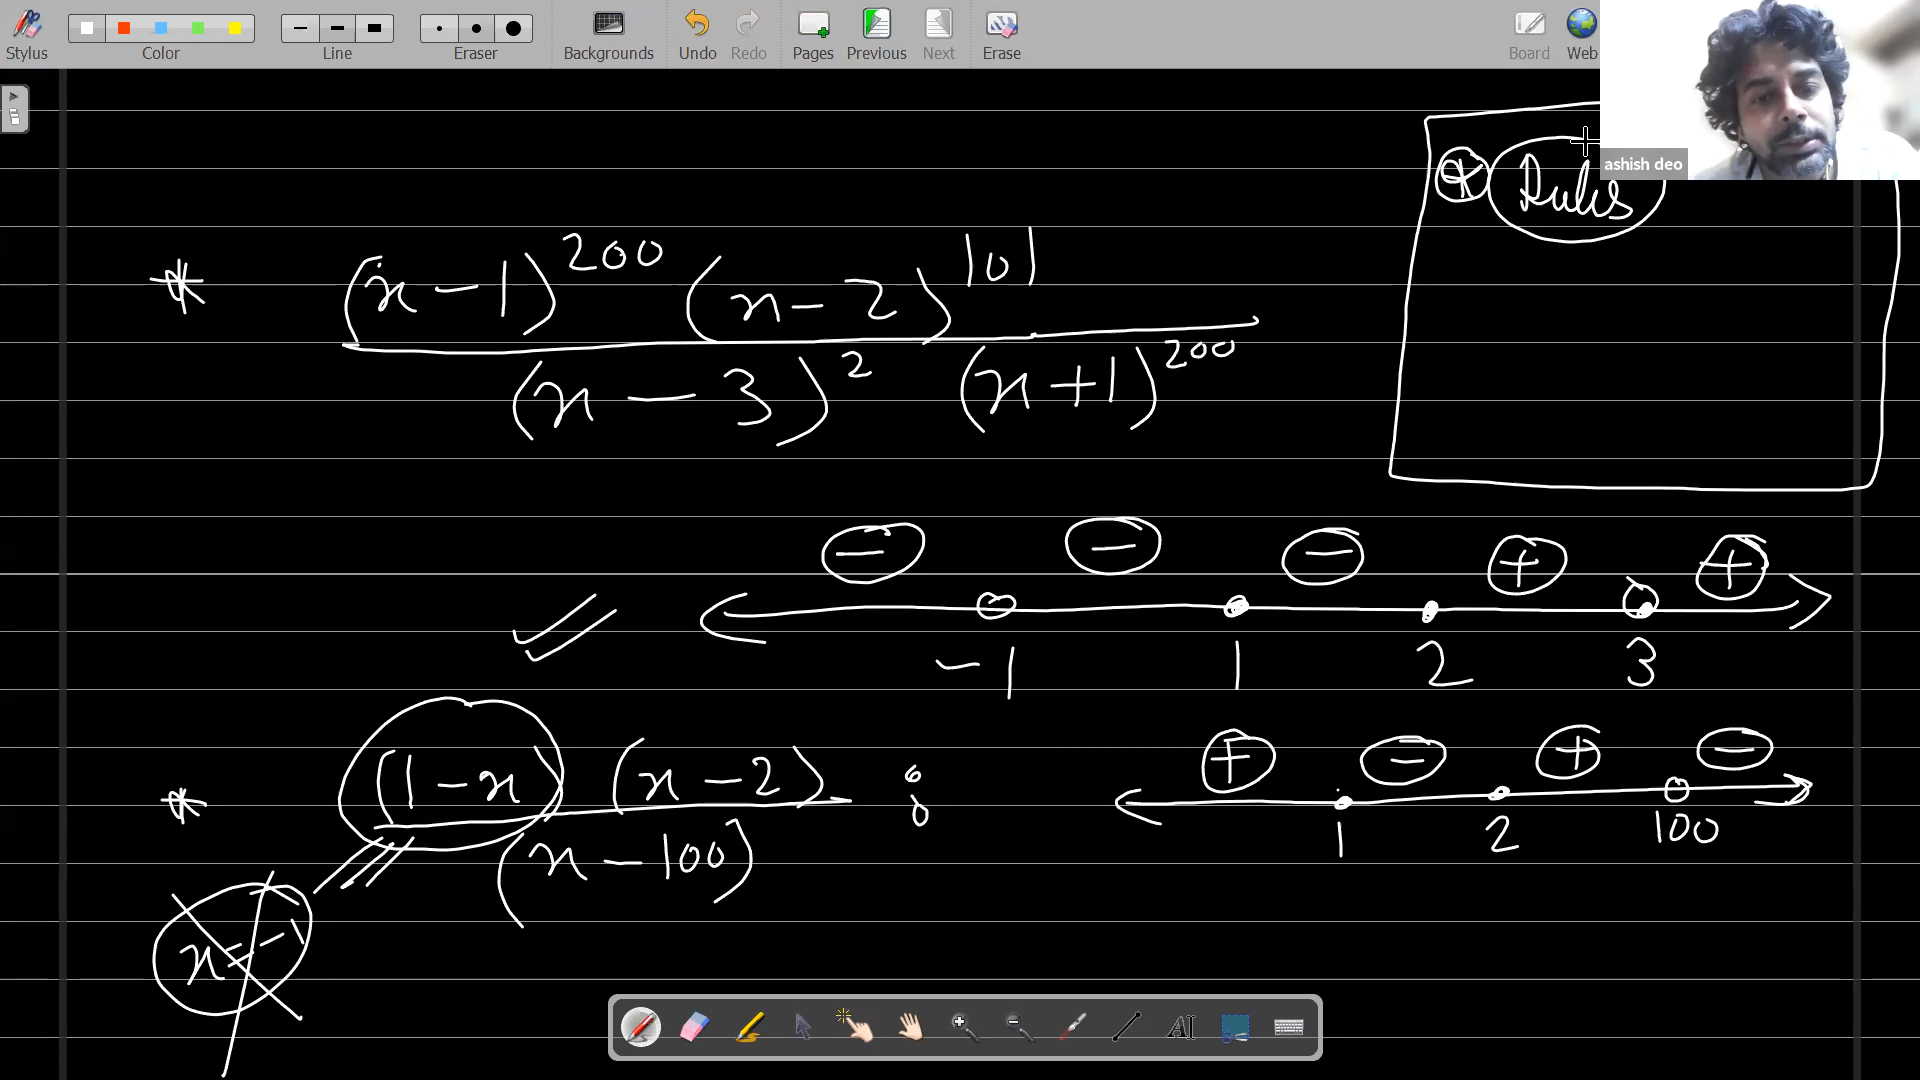 Stylus Color Line Eraser Backgrounds Undo Redo Pages Previous Next Erase Board Web
ashish deo
* Rules
* (x-1)^200 (x-2)^101
(x-3)^2 (x+1)^200
- - - + +
-1 1 2 3
* (1-x) (x-2) :
(x-100)
+ - + -
1 2 100
x=-1